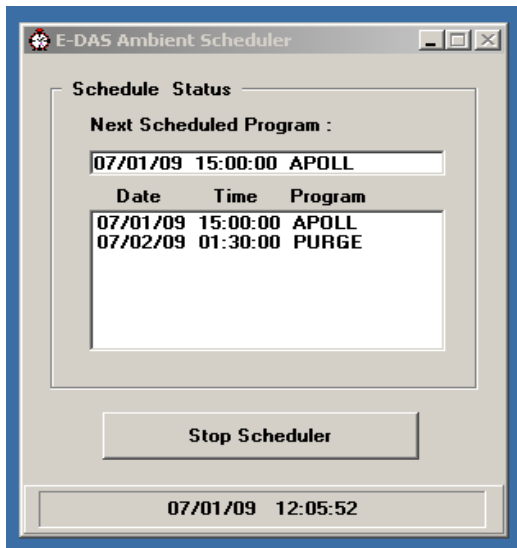 E-DAS Ambient Scheduler
Schedule Status
Next Scheduled Program :
07/01/09 15:00:00 APOLL
Date Time Program
07/01/09 15:00:00 APOLL
07/02/09 01:30:00 PURGE
Stop Scheduler
07/01/09 12:05:52